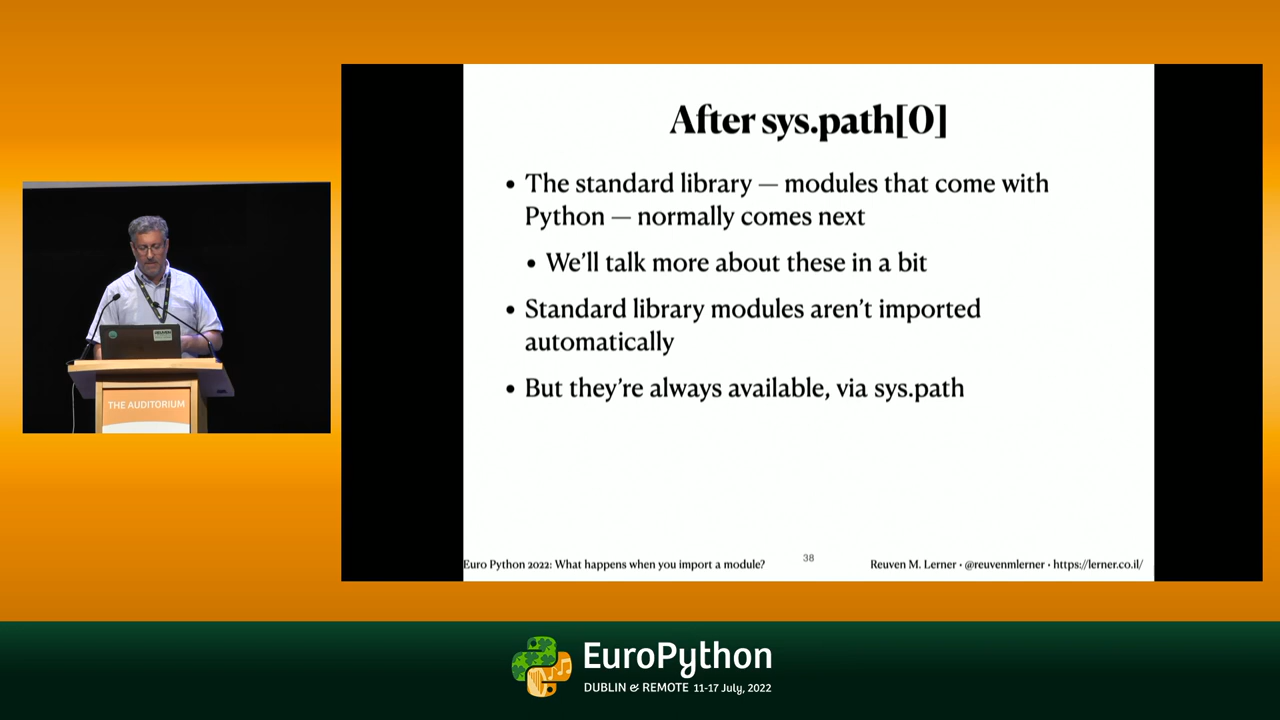 After sys.path[0]
• The standard library — modules that come with
Python — normally comes next
• We’ll talk more about these in a bit
• Standard library modules aren’t imported
automatically
• But they’re always available, via sys.path
Euro Python 2022: What happens when you import a module?
38
Reuven M. Lerner • @reuvenmlerner • https://lerner.co.il/
THE AUDITORIUM
EuroPython
DUBLIN & REMOTE 11-17 July, 2022